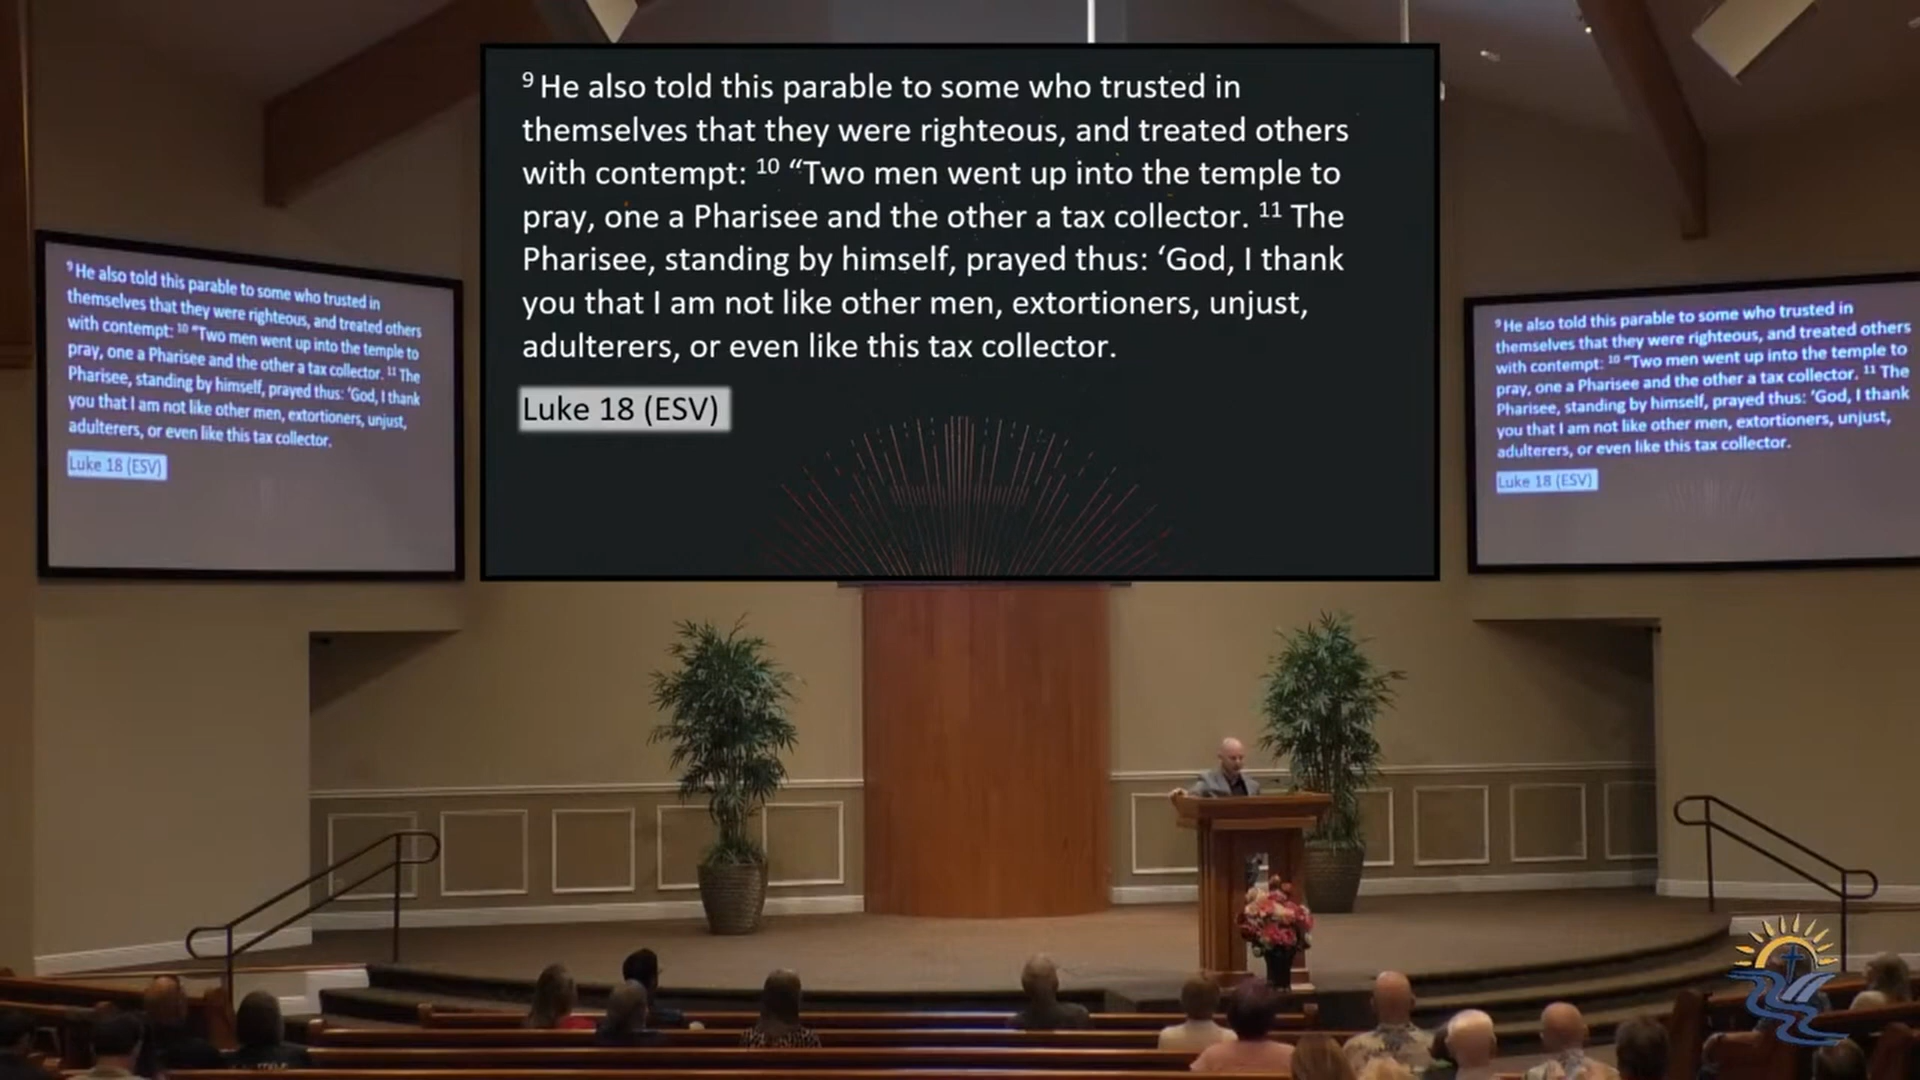 ⁹ He also told this parable to some who trusted in
themselves that they were righteous, and treated others
with contempt: ¹⁰ “Two men went up into the temple to
pray, one a Pharisee and the other a tax collector. ¹¹ The
Pharisee, standing by himself, prayed thus: ‘God, I thank
you that I am not like other men, extortioners, unjust,
adulterers, or even like this tax collector.
Luke 18 (ESV)
⁹ He also told this parable to some who trusted in
themselves that they were righteous, and treated others
with contempt: ¹⁰ “Two men went up into the temple to
pray, one a Pharisee and the other a tax collector. ¹¹ The
Pharisee, standing by himself, prayed thus: ‘God, I thank
you that I am not like other men, extortioners, unjust,
adulterers, or even like this tax collector.
Luke 18 (ESV)
⁹ He also told this parable to some who trusted in
themselves that they were righteous, and treated others
with contempt: ¹⁰ “Two men went up into the temple to
pray, one a Pharisee and the other a tax collector. ¹¹ The
Pharisee, standing by himself, prayed thus: ‘God, I thank
you that I am not like other men, extortioners, unjust,
adulterers, or even like this tax collector.
Luke 18 (ESV)